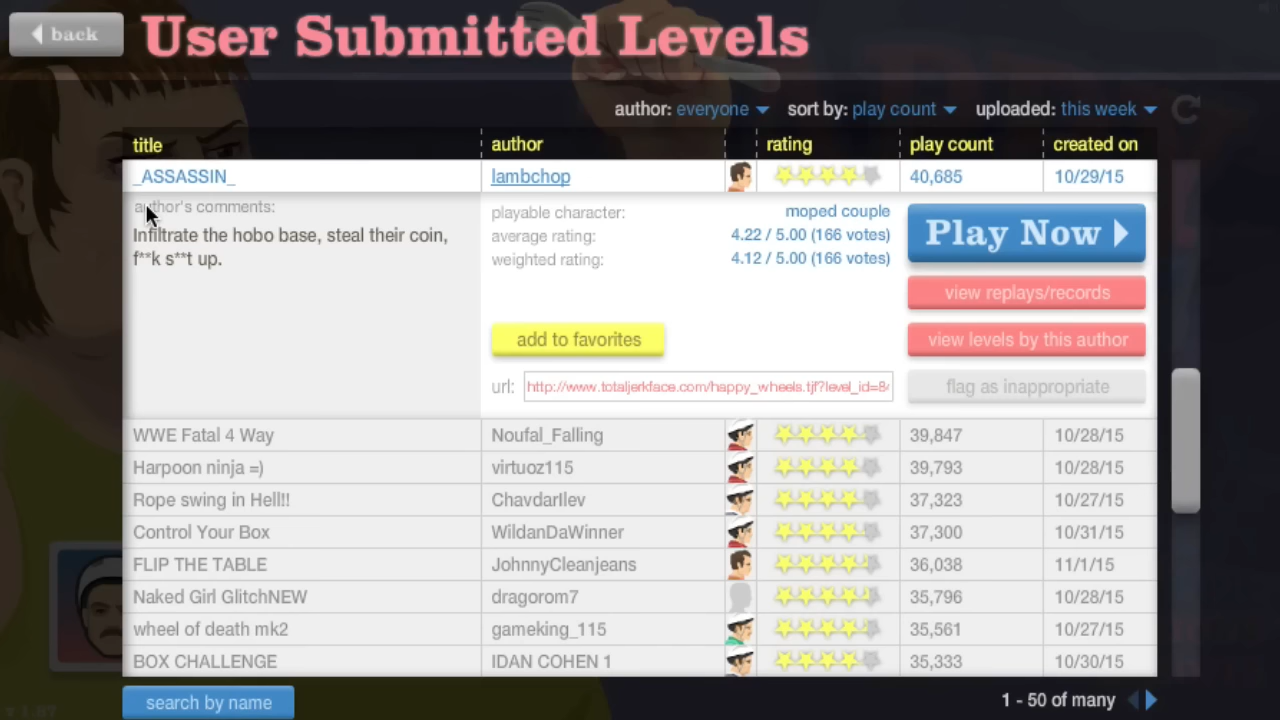 back
User Submitted Levels
author: everyone sort by: play count uploaded: this week
title author rating play count created on
_ASSASSIN_ lambchop 40,685 10/29/15
author's comments:
Infiltrate the hobo base, steal their coin,
f**k s**t up.
playable character: moped couple
average rating: 4.22 / 5.00 (166 votes)
weighted rating: 4.12 / 5.00 (166 votes)
Play Now
view replays/records
add to favorites
view levels by this author
url: http://www.totaljerkface.com/happy_wheels.tjf?level_id=8
flag as inappropriate
WWE Fatal 4 Way Noufal_Falling 39,847 10/28/15
Harpoon ninja =) virtuoz115 39,793 10/28/15
Rope swing in Hell!! ChavdarIlev 37,323 10/27/15
Control Your Box WildanDaWinner 37,300 10/31/15
FLIP THE TABLE JohnnyCleanjeans 36,038 11/1/15
Naked Girl GlitchNEW dragorom7 35,796 10/28/15
wheel of death mk2 gameking_115 35,561 10/27/15
BOX CHALLENGE IDAN COHEN 1 35,333 10/30/15
search by name
1 - 50 of many